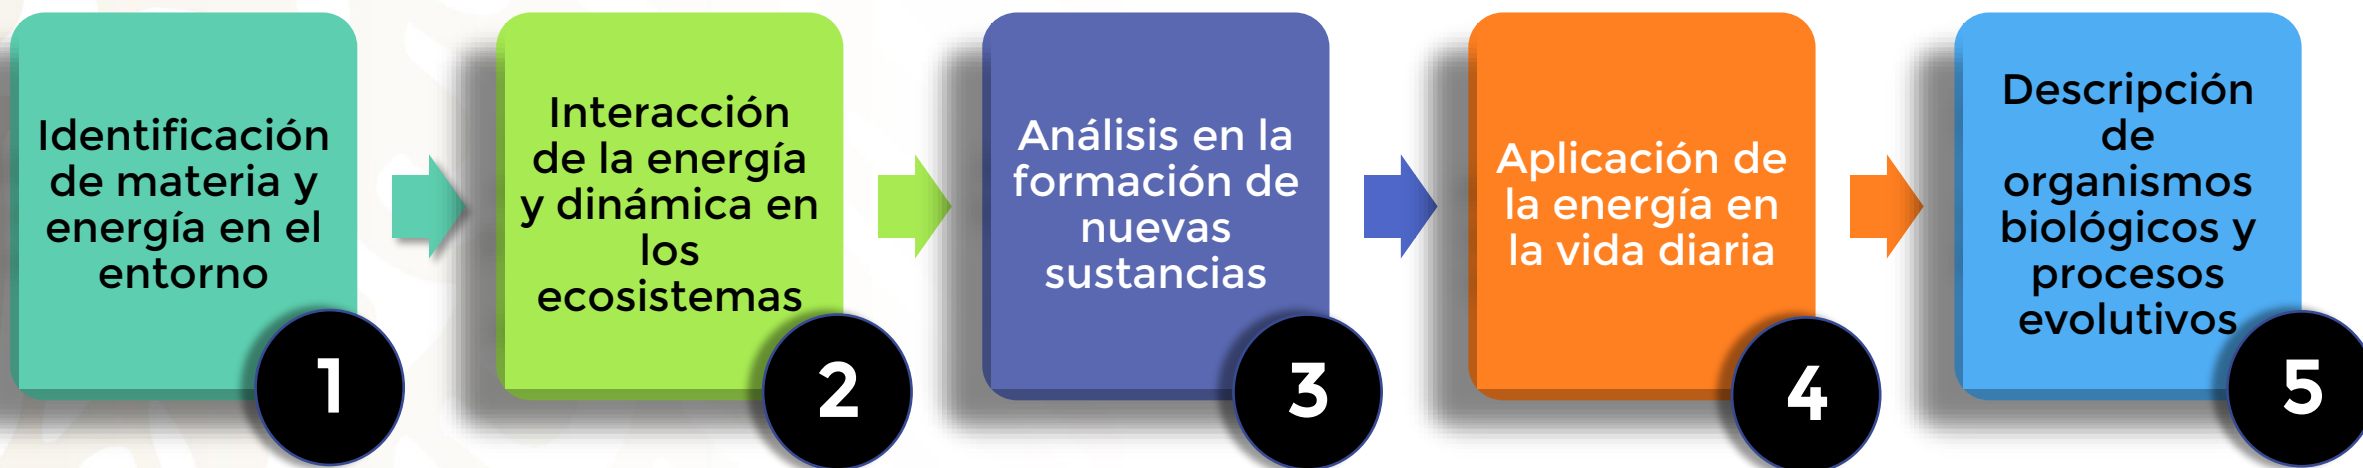 Identificación
de materia y
energía en el
entorno
1
Interacción
de la energía
y dinámica en
los
ecosistemas
2
Análisis en la
formación de
nuevas
sustancias
3
Aplicación de
la energía en
la vida diaria
4
Descripción
de
organismos
biológicos y
procesos
evolutivos
5